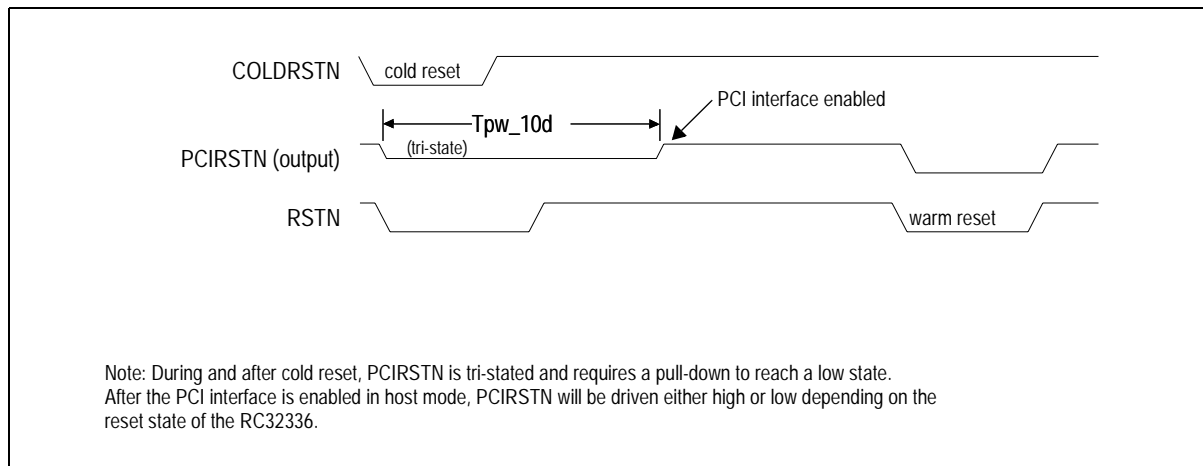 COLDRSTN
cold reset
PCI interface enabled
Tpw_10d
PCIRSTN (output)
(tri-state)
RSTN
warm reset
Note: During and after cold reset, PCIRSTN is tri-stated and requires a pull-down to reach a low state.
After the PCI interface is enabled in host mode, PCIRSTN will be driven either high or low depending on the
reset state of the RC32336.